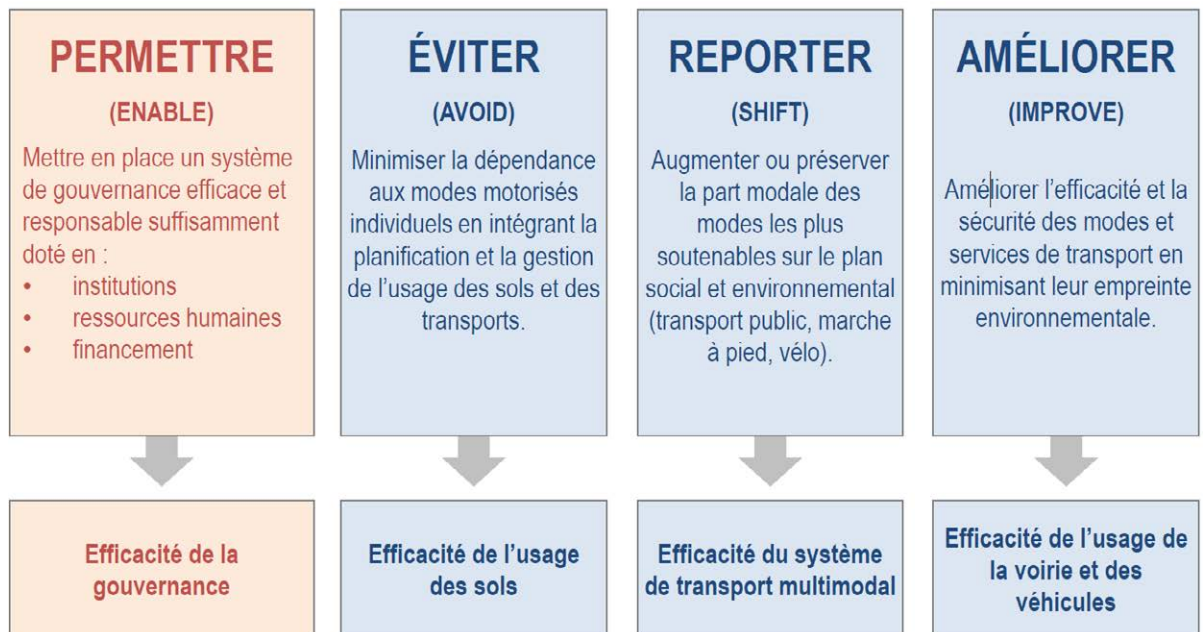 PERMETTRE
(ENABLE)
Mettre en place un système
de gouvernance efficace et
responsable suffisamment
doté en :
• institutions
• ressources humaines
• financement
ÉVITER
(AVOID)
Minimiser la dépendance
aux modes motorisés
individuels en intégrant la
planification et la gestion
de l'usage des sols et des
transports.
REPORTER
(SHIFT)
Augmenter ou préserver
la part modale des
modes les plus
soutenables sur le plan
social et environnemental
(transport public, marche
à pied, vélo).
AMÉLIORER
(IMPROVE)
Améliorer l'efficacité et la
sécurité des modes et
services de transport en
minimisant leur empreinte
environnementale.
Efficacité de la
gouvernance
Efficacité de l'usage
des sols
Efficacité du système
de transport multimodal
Efficacité de l'usage de
la voirie et des
véhicules